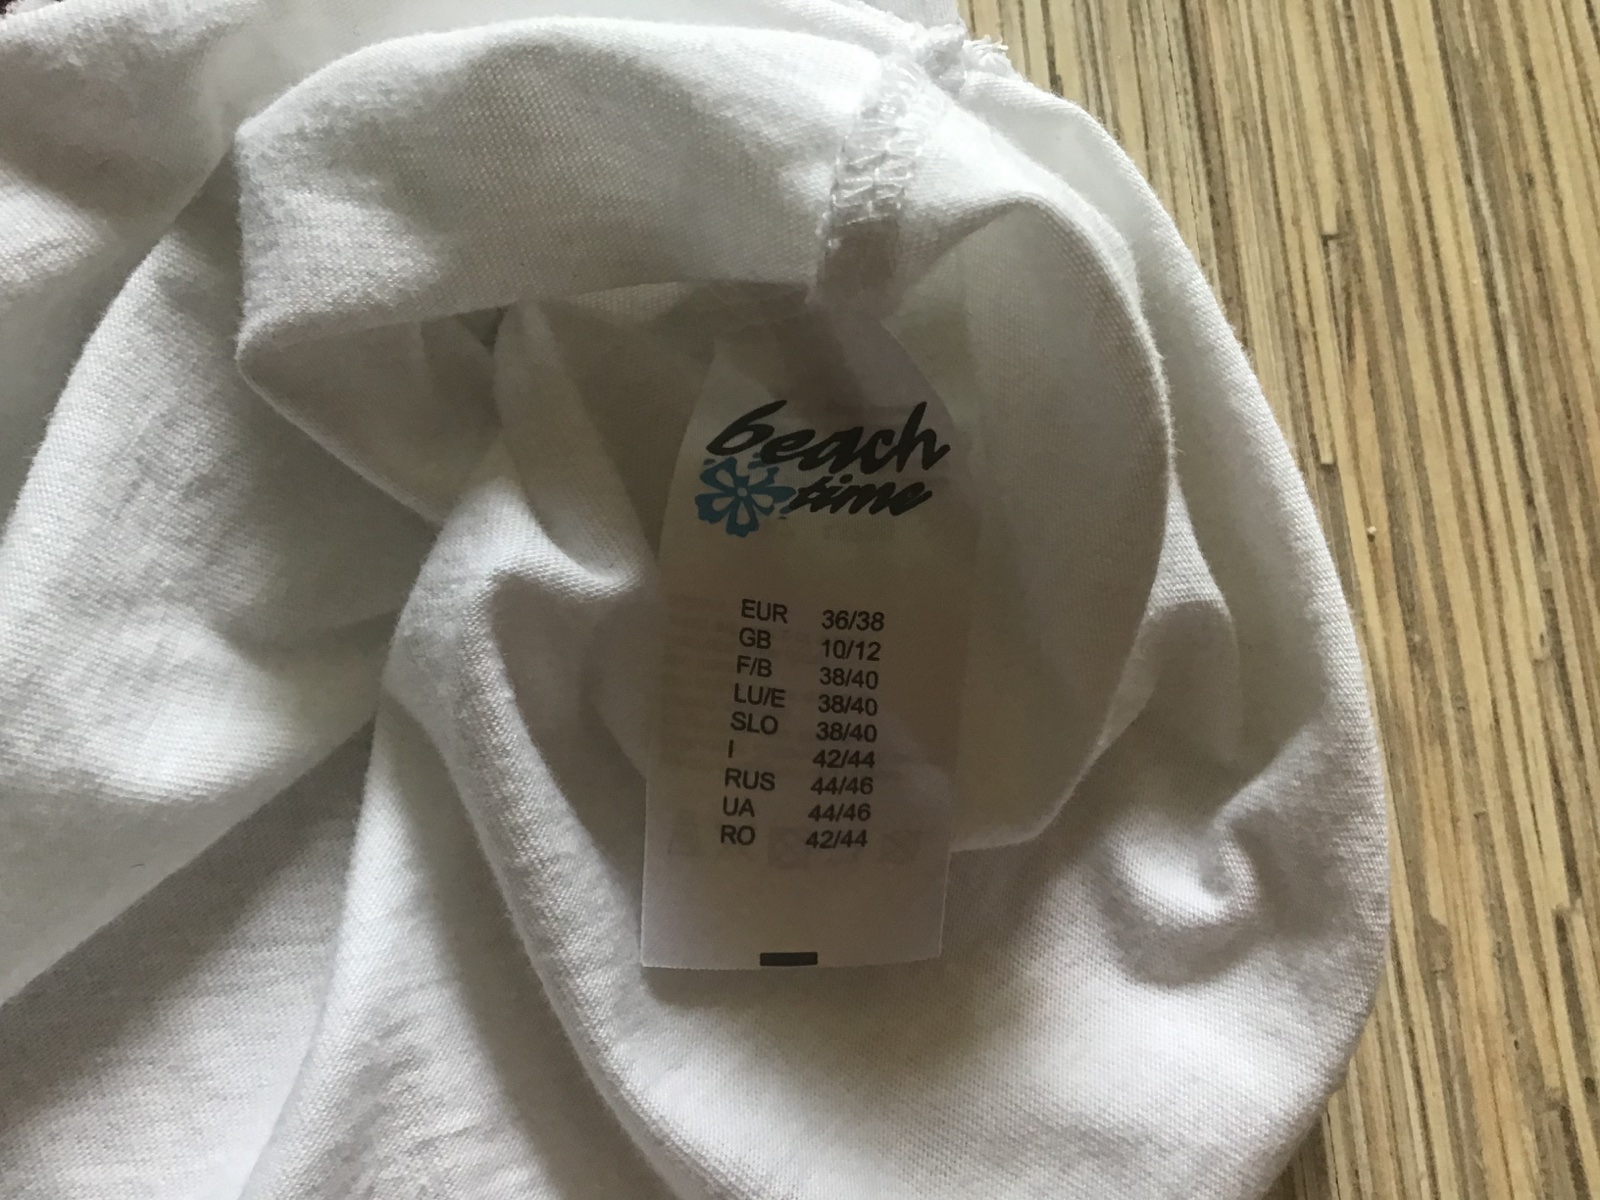 beach
time
EUR 36/38
GB 10/12
F/B 38/40
LU/E 38/40
SLO 38/40
I 42/44
RUS 44/46
UA 44/46
RO 42/44